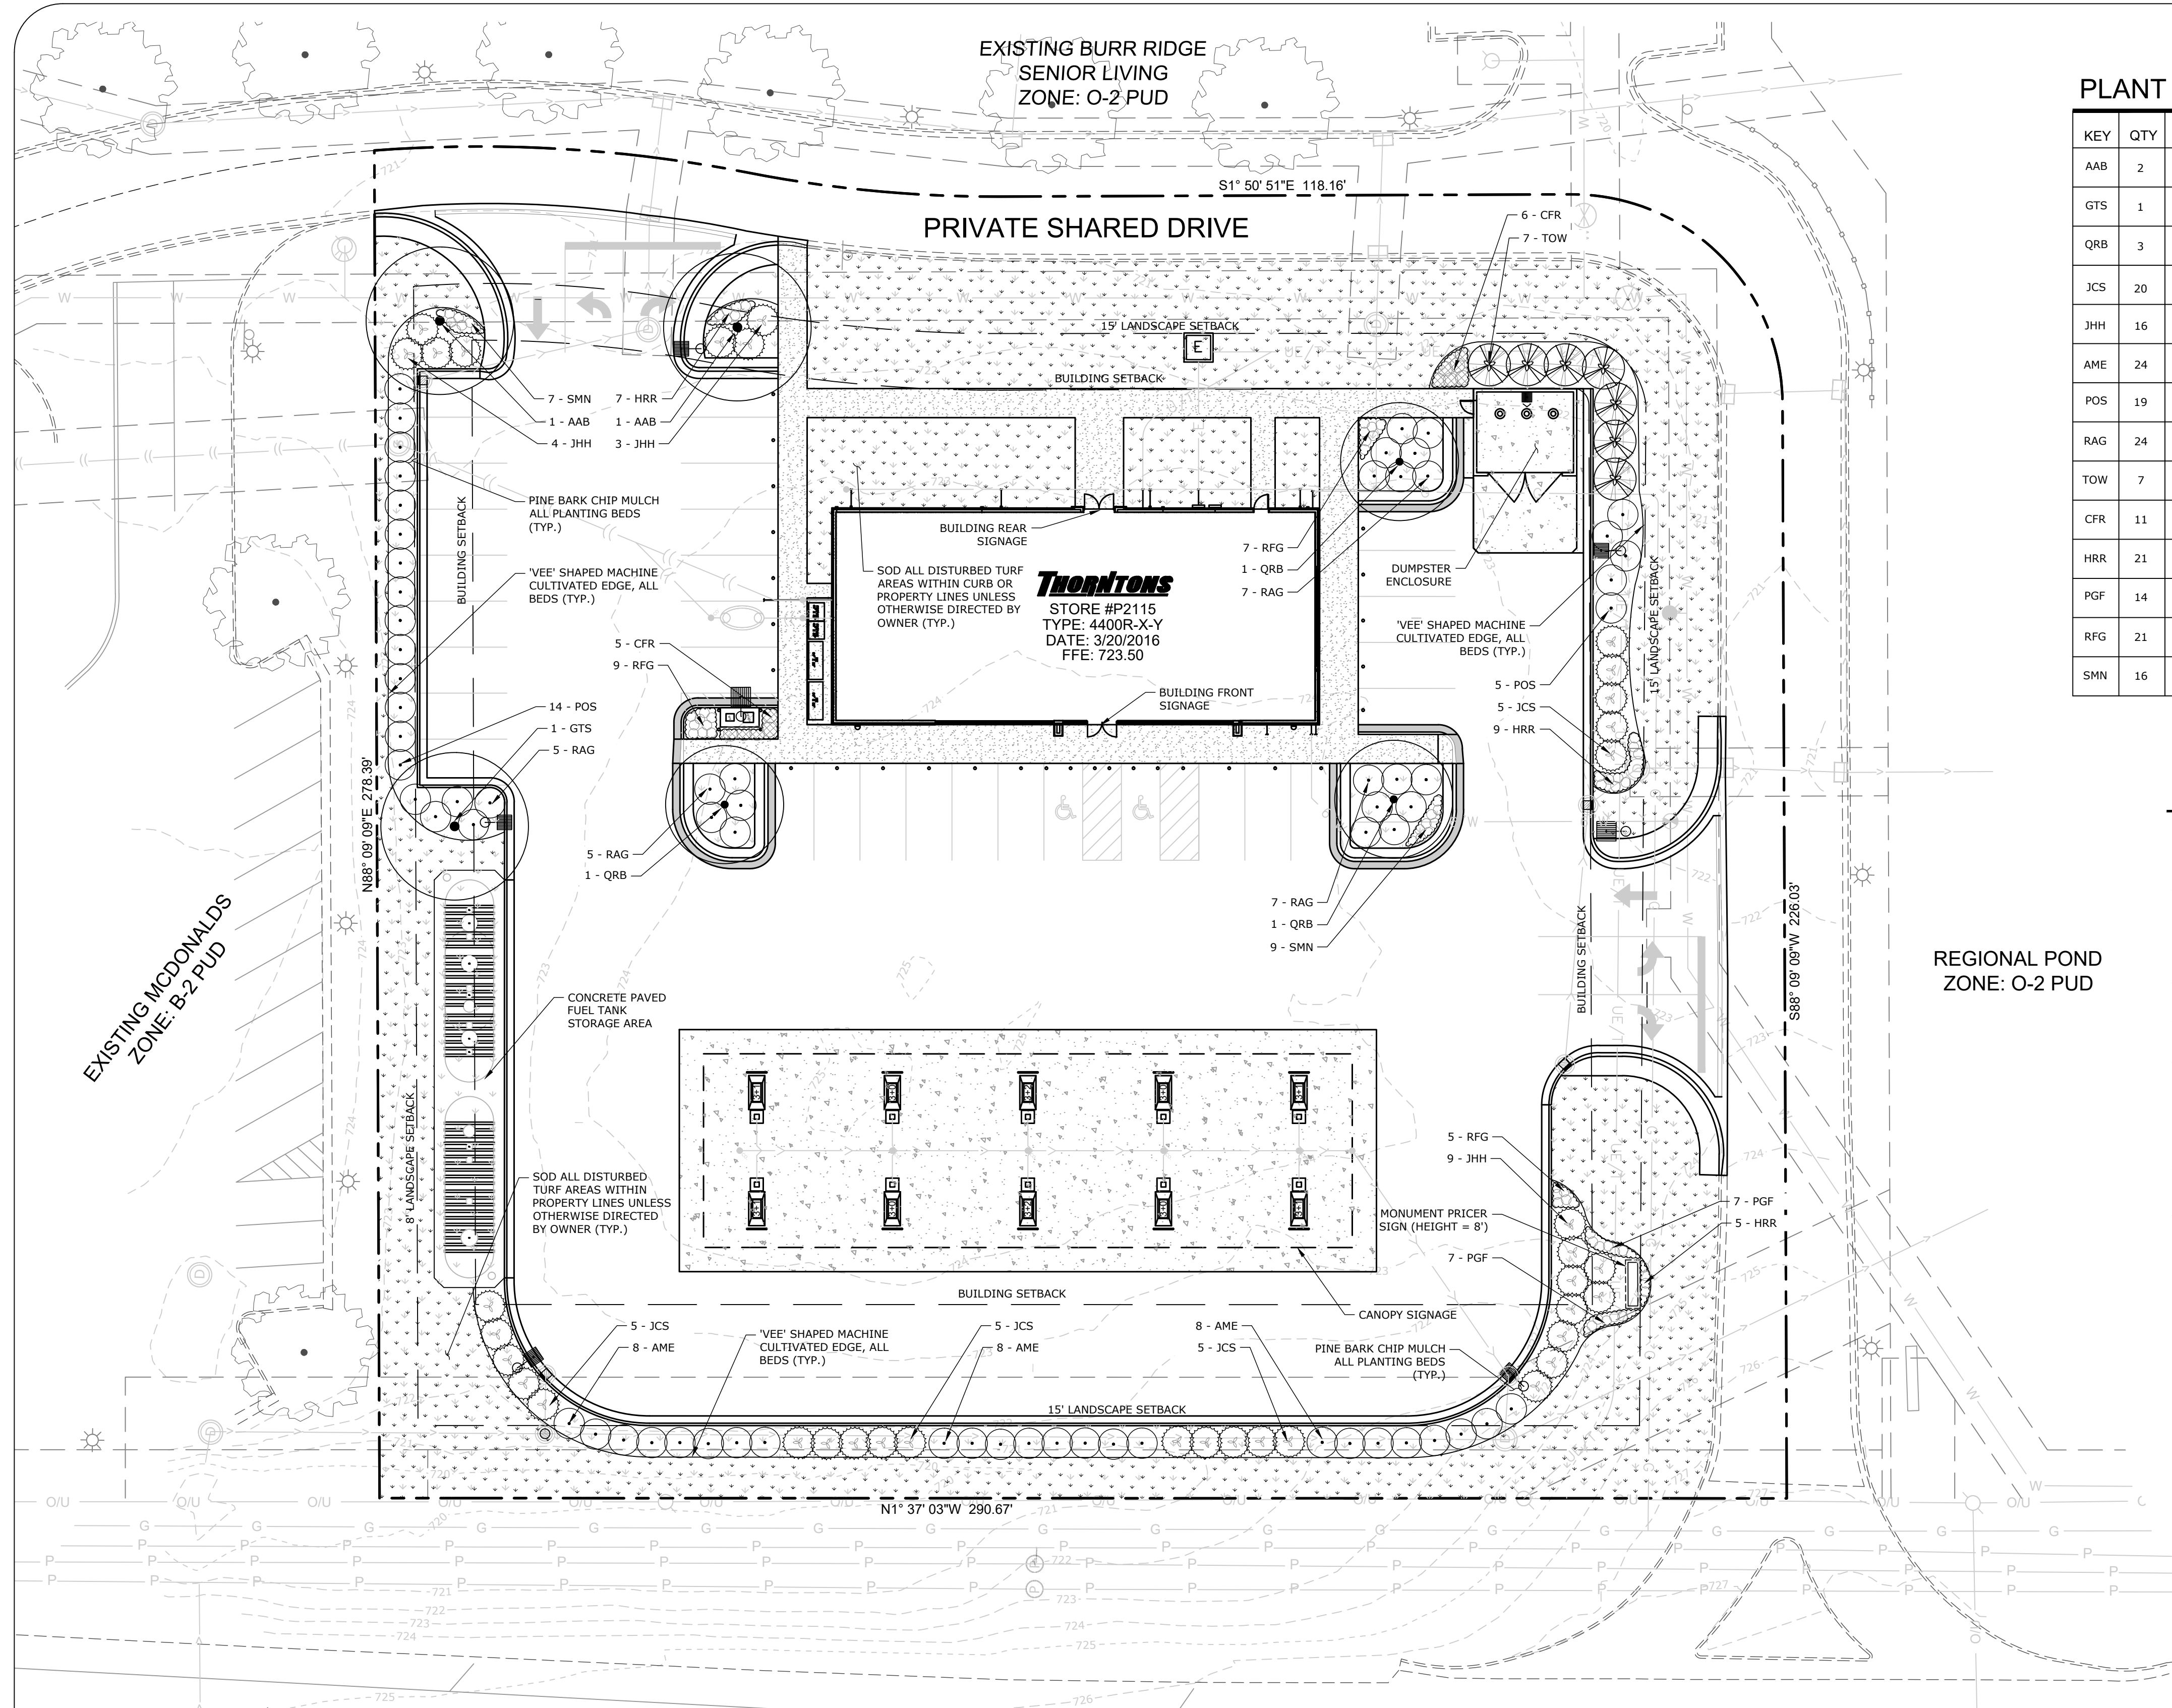 EXISTING BURR RIDGE
SENIOR LIVING
ZONE: O-2 PUD
S1° 50' 51"E 118.16'
PRIVATE SHARED DRIVE
6 - CFR
7 - TOW
15' LANDSCAPE SETBACK
E
BUILDING SETBACK
7 - SMN
1 - AAB
4 - JHH
7 - HRR
1 - AAB
3 - JHH
PINE BARK CHIP MULCH
ALL PLANTING BEDS
(TYP.)
BUILDING SETBACK
'VEE' SHAPED MACHINE
CULTIVATED EDGE, ALL
BEDS (TYP.)
BUILDING REAR
SIGNAGE
SOD ALL DISTURBED TURF
AREAS WITHIN CURB OR
PROPERTY LINES UNLESS
OTHERWISE DIRECTED BY
OWNER (TYP.)
THORNTONS
STORE #P2115
TYPE: 4400R-X-Y
DATE: 3/20/2016
FFE: 723.50
7 - RFG
1 - QRB
7 - RAG
DUMPSTER
ENCLOSURE
'VEE' SHAPED MACHINE
CULTIVATED EDGE, ALL
BEDS (TYP.)
15' LANDSCAPE SETBACK
5 - CFR
9 - RFG
BUILDING FRONT
SIGNAGE
5 - POS
5 - JCS
9 - HRR
14 - POS
1 - GTS
5 - RAG
N88° 09' 09"E 278.39'
5 - RAG
1 - QRB
7 - RAG
1 - QRB
9 - SMN
BUILDING SETBACK
S88° 09' 09"W 226.03'
EXISTING MCDONALDS
ZONE: B-2 PUD
REGIONAL POND
ZONE: O-2 PUD
CONCRETE PAVED
FUEL TANK
STORAGE AREA
8' LANDSCAPE SETBACK
SOD ALL DISTURBED
TURF AREAS WITHIN
PROPERTY LINES UNLESS
OTHERWISE DIRECTED
BY OWNER (TYP.)
5 - RFG
9 - JHH
MONUMENT PRICER
SIGN (HEIGHT = 8')
7 - PGF
7 - PGF
5 - HRR
BUILDING SETBACK
CANOPY SIGNAGE
5 - JCS
8 - AME
'VEE' SHAPED MACHINE
CULTIVATED EDGE, ALL
BEDS (TYP.)
5 - JCS
8 - AME
8 - AME
5 - JCS
PINE BARK CHIP MULCH
ALL PLANTING BEDS
(TYP.)
15' LANDSCAPE SETBACK
N1° 37' 03"W 290.67'
PLANT
KEY QTY
AAB 2
GTS 1
QRB 3
JCS 20
JHH 16
AME 24
POS 19
RAG 24
TOW 7
CFR 11
HRR 21
PGF 14
RFG 21
SMN 16